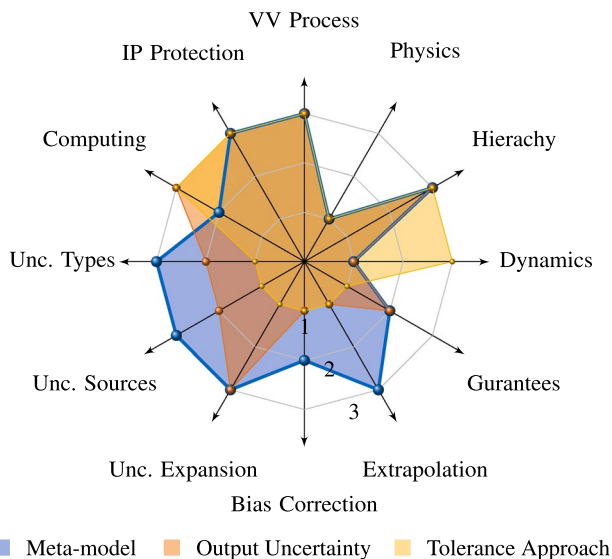 VV Process
IP Protection
Physics
Computing
Hierachy
Unc. Types
Dynamics
1
2
Unc. Sources
Gurantees
3
Unc. Expansion
Extrapolation
Bias Correction
Meta-model Output Uncertainty Tolerance Approach